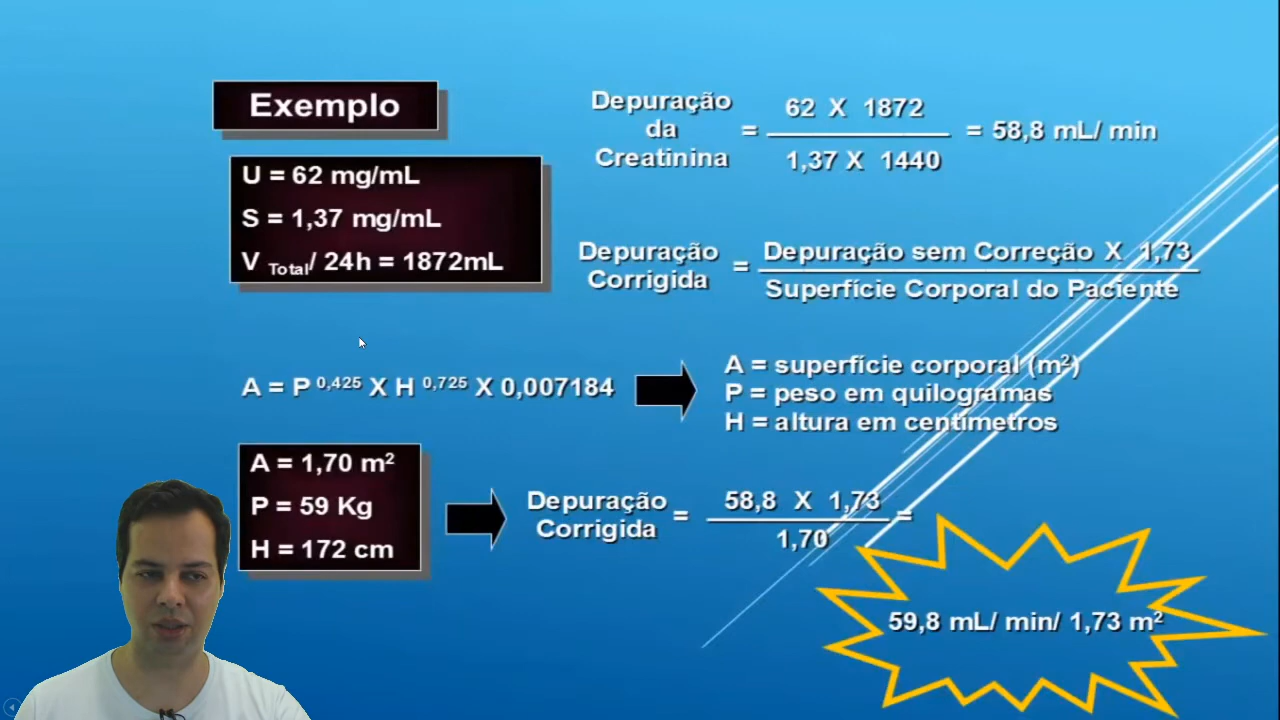 Exemplo
U = 62 mg/mL
S = 1,37 mg/mL
V Total/ 24h = 1872mL
Depuração
da
Creatinina
=
62 X 1872
1,37 X 1440
= 58,8 mL/ min
Depuração
Corrigida
=
Depuração sem Correção X 1,73
Superfície Corporal do Paciente
A = P 0,425 X H 0,725 X 0,007184
A = superfície corporal (m²)
P = peso em quilogramas
H = altura em centímetros
A = 1,70 m²
P = 59 Kg
H = 172 cm
Depuração
Corrigida
=
58,8 X 1,73
1,70
=
59,8 mL/ min/ 1,73 m²